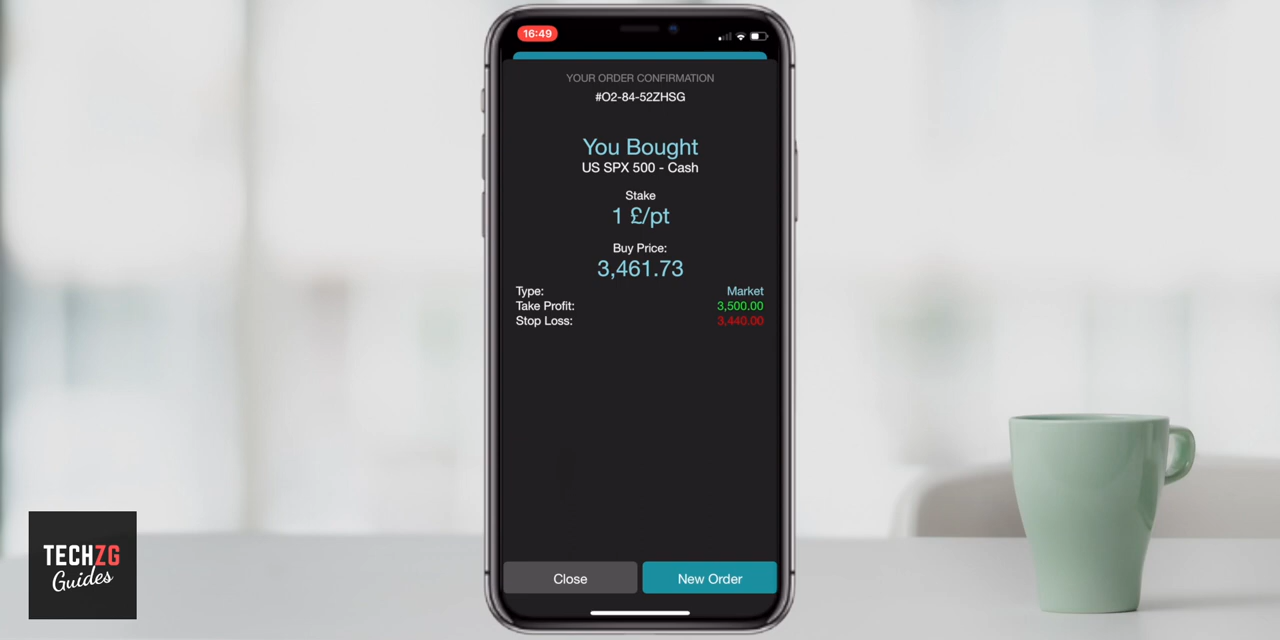 16:49
YOUR ORDER CONFIRMATION
#O2-84-52ZHSG
You Bought
US SPX 500 - Cash
Stake
1 £/pt
Buy Price:
3,461.73
Type: Market
Take Profit: 3,500.00
Stop Loss: 3,440.00
Close New Order
TECHZG
Guides